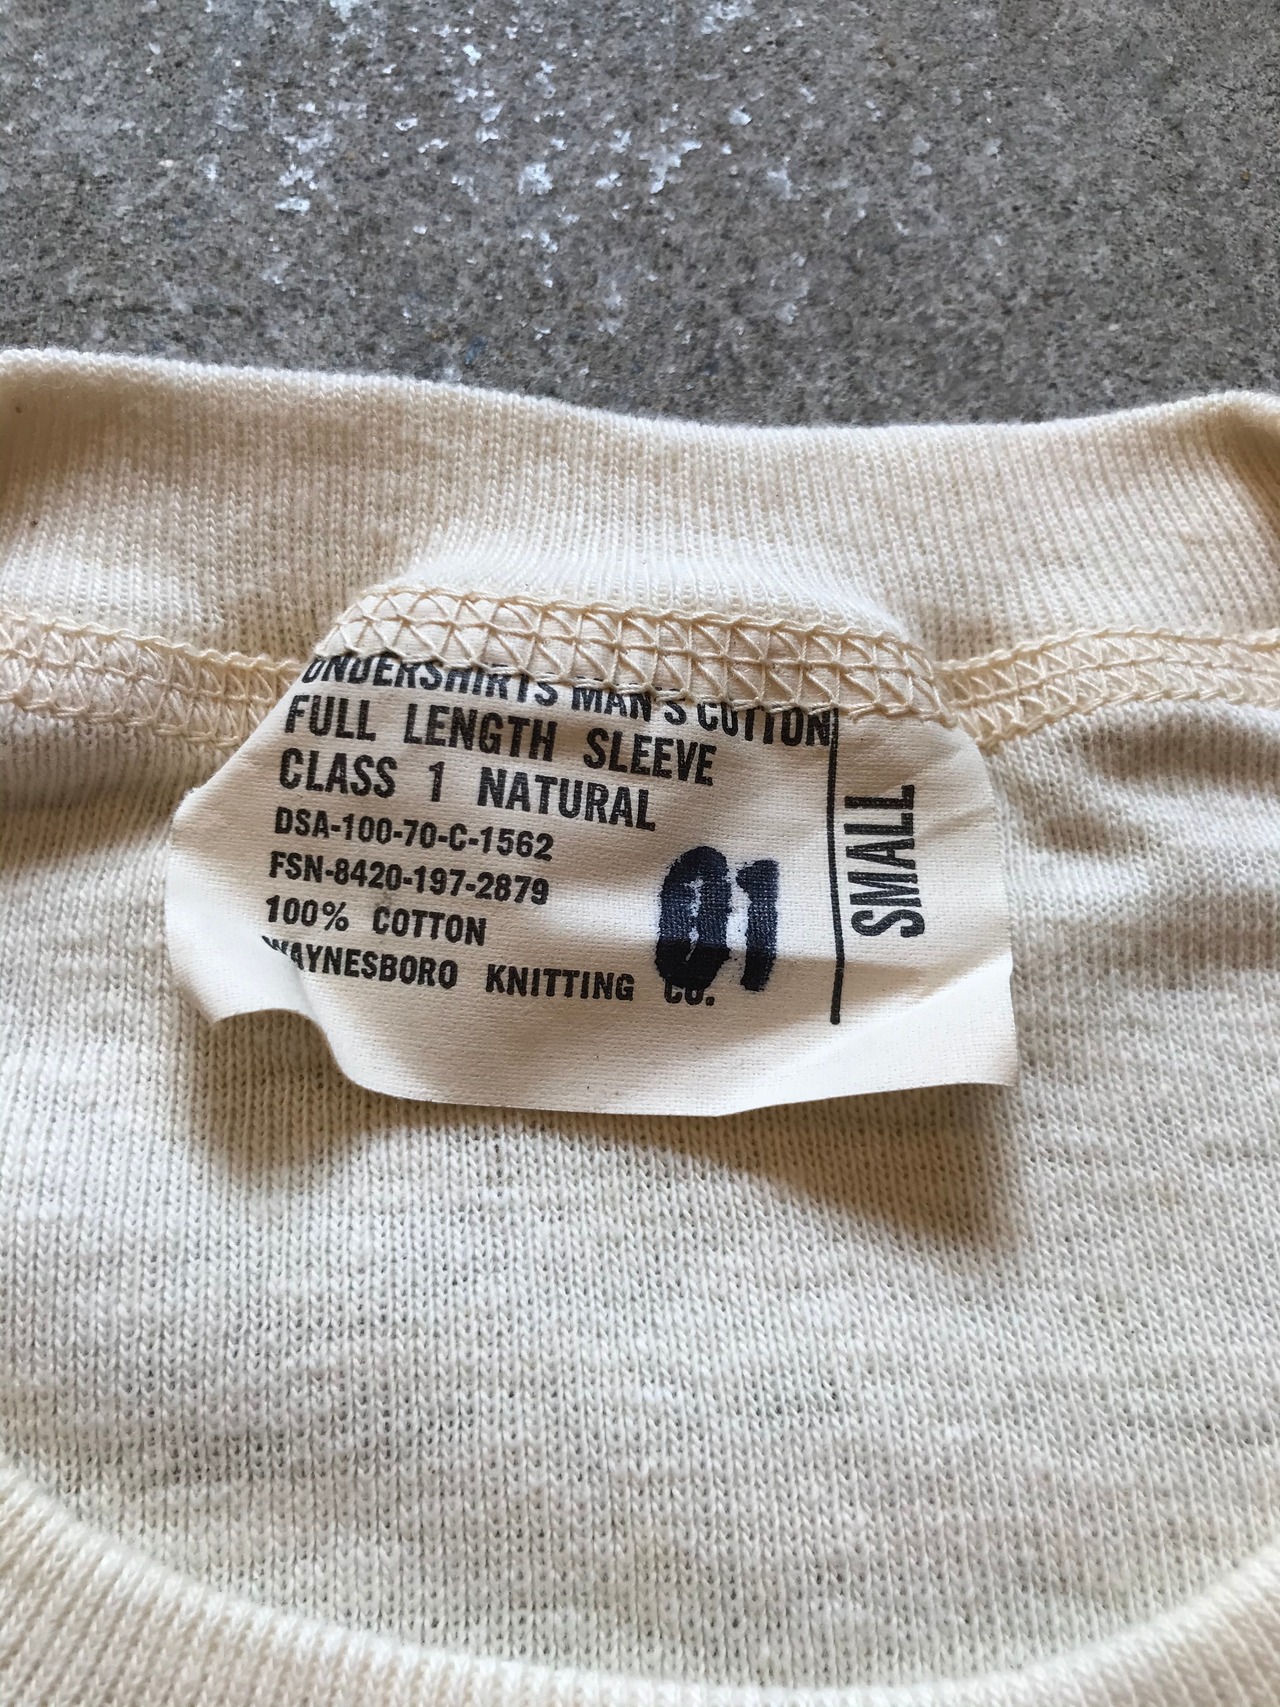 UNDERSHIRTS MAN'S COTTON
FULL LENGTH SLEEVE
CLASS 1 NATURAL
DSA-100-70-C-1562
FSN-8420-197-2879
100% COTTON
WAYNESBORO KNITTING CO.
01
SMALL